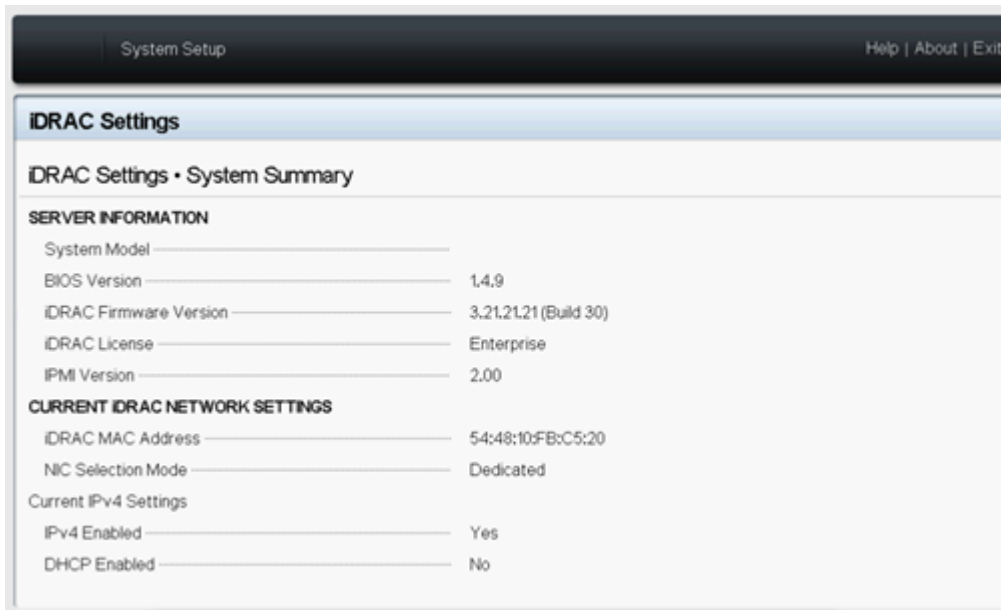 System Setup
Help | About | Exit
iDRAC Settings
iDRAC Settings • System Summary
SERVER INFORMATION
System Model
BIOS Version 1.4.9
iDRAC Firmware Version 3.21.21.21 (Build 30)
iDRAC License Enterprise
IPMI Version 2.00
CURRENT iDRAC NETWORK SETTINGS
iDRAC MAC Address 54:48:10:FB:C5:20
NIC Selection Mode Dedicated
Current IPv4 Settings
IPv4 Enabled Yes
DHCP Enabled No